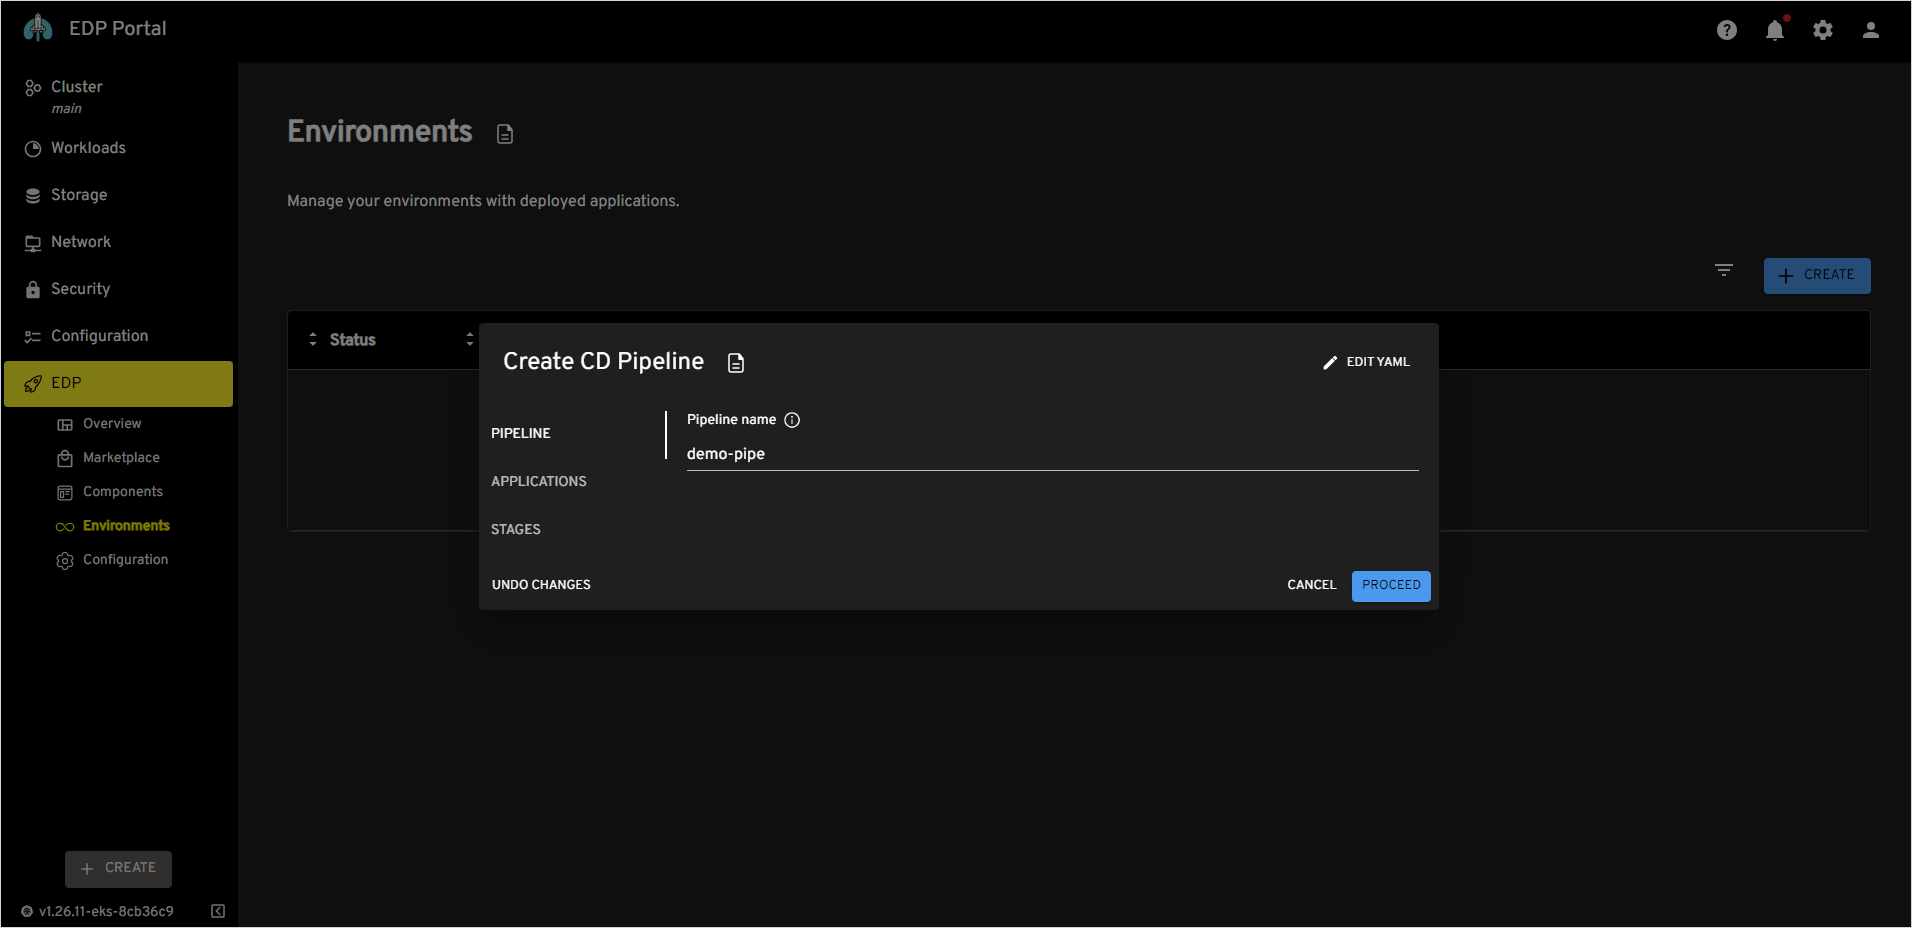 EDP Portal
Cluster
main
Workloads
Storage
Network
Security
Configuration
EDP
Overview
Marketplace
Components
Environments
Configuration
+ CREATE
v1.26.11-eks-8cb36c9
Environments
Manage your environments with deployed applications.
+ CREATE
Status
Create CD Pipeline
EDIT YAML
PIPELINE
APPLICATIONS
STAGES
Pipeline name
demo-pipe
UNDO CHANGES
CANCEL
PROCEED